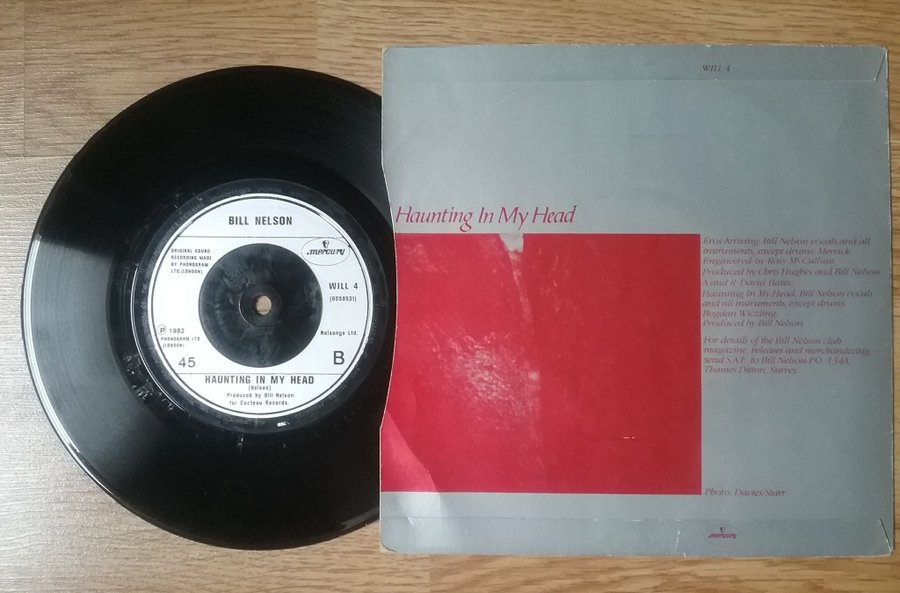 BILL NELSON
ORIGINAL SOUND
RECORDING MADE
BY PHONOGRAM
LTD.(LONDON)
mercury
WILL 4
(6059531)
Nelsongs Ltd.
P 1982
PHONOGRAM LTD
(LONDON)
45
B
HAUNTING IN MY HEAD
(Nelson)
Produced by Bill Nelson
for Cocteau Records.
WILL 4
Haunting In My Head
Eros Arriving, Bill Nelson vocals and all
instruments, except drums; Merrick.
Engineered by Ross McCallum.
Produced by Chris Hughes and Bill Nelson.
A and R David Bates.
Haunting In My Head, Bill Nelson vocals
and all instruments, except drums.
Bogdan Wiczling.
Produced by Bill Nelson
For details of the Bill Nelson club
magazine, releases and merchandizing,
send S.A.E. to Bill Nelson P.O. 134A,
Thames Ditton, Surrey.
Photo: Davies/Starr
mercury